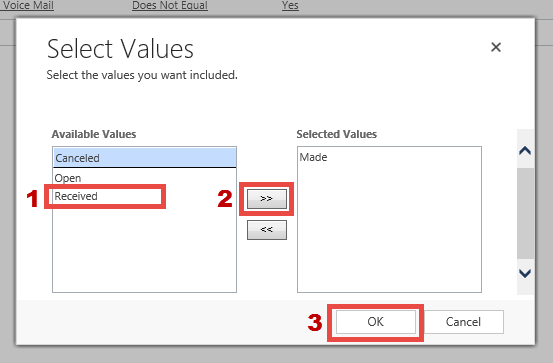 Voice Mail Does Not Equal Yes
Select Values
Select the values you want included.
Available Values
Canceled
Open
1 Received
2 >>
<<
Selected Values
Made
3 OK
Cancel